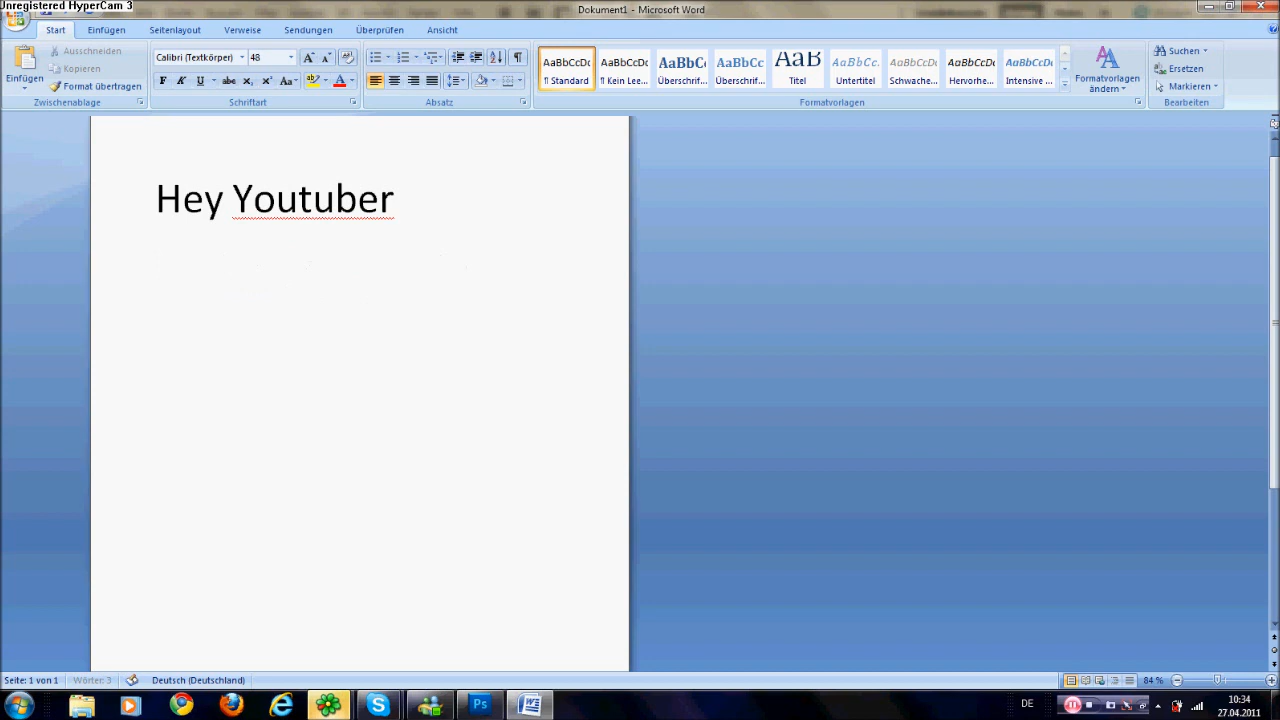 Unregistered HyperCam 3
Dokument1 - Microsoft Word
Start Einfügen Seitenlayout Verweise Sendungen Überprüfen Ansicht
Einfügen
Ausschneiden
Kopieren
Format übertragen
Zwischenablage
Calibri (Textkörper) 48
Schriftart
Absatz
AaBbCcDc AaBbCcDc AaBbC AaBbCc AaB AaBbCc. AaBbCcDc AaBbCcDc AaBbCcDc
¶ Standard ¶ Kein Lee... Überschrif... Überschrif... Titel Untertitel Schwache... Hervorhe... Intensive ...
Formatvorlagen
Formatvorlagen ändern
Suchen
Ersetzen
Markieren
Bearbeiten
Hey Youtuber
Seite: 1 von 1 Wörter: 3 Deutsch (Deutschland) 84 %
DE
10:34
27.04.2011